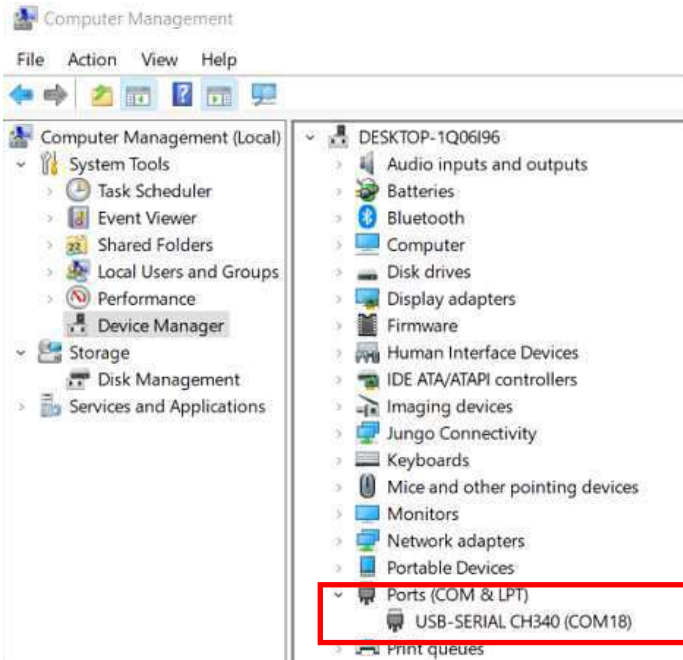 Computer Management
File Action View Help
Computer Management (Local)
System Tools
Task Scheduler
Event Viewer
Shared Folders
Local Users and Groups
Performance
Device Manager
Storage
Disk Management
Services and Applications
DESKTOP-1Q06I96
Audio inputs and outputs
Batteries
Bluetooth
Computer
Disk drives
Display adapters
Firmware
Human Interface Devices
IDE ATA/ATAPI controllers
Imaging devices
Jungo Connectivity
Keyboards
Mice and other pointing devices
Monitors
Network adapters
Portable Devices
Ports (COM & LPT)
USB-SERIAL CH340 (COM18)
Print queues